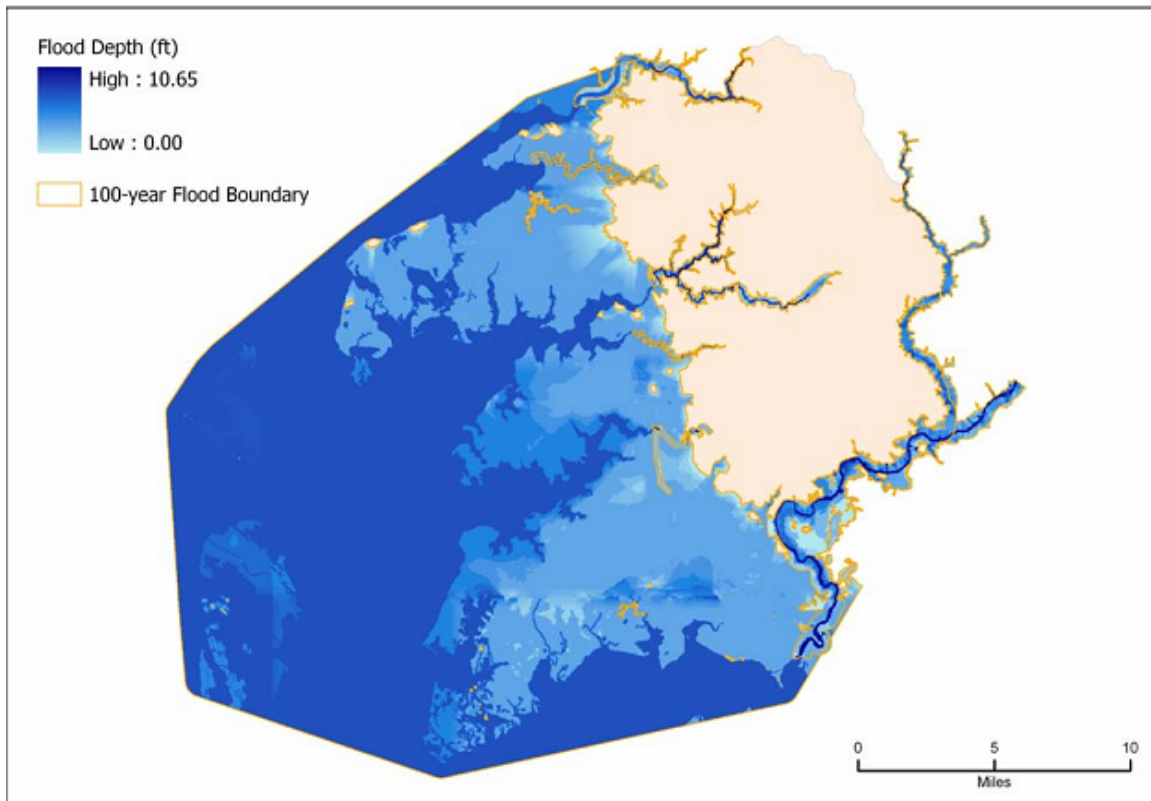 Flood Depth (ft)
High : 10.65
Low : 0.00
100-year Flood Boundary
0 5 10
Miles